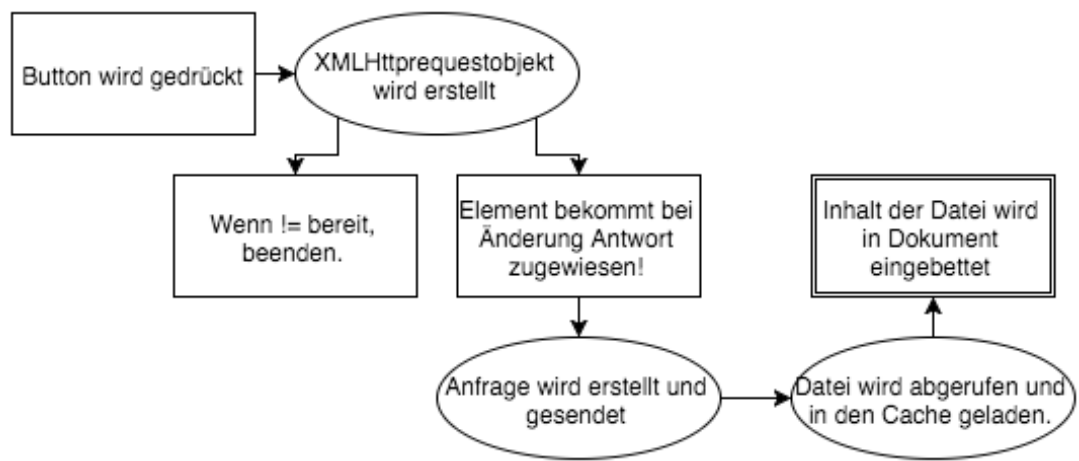 Button wird gedrückt
XMLHttprequestobjekt
wird erstellt
Wenn != bereit,
beenden.
Element bekommt bei
Änderung Antwort
zugewiesen!
Inhalt der Datei wird
in Dokument
eingebettet
Anfrage wird erstellt und
gesendet
Datei wird abgerufen und
in den Cache geladen.